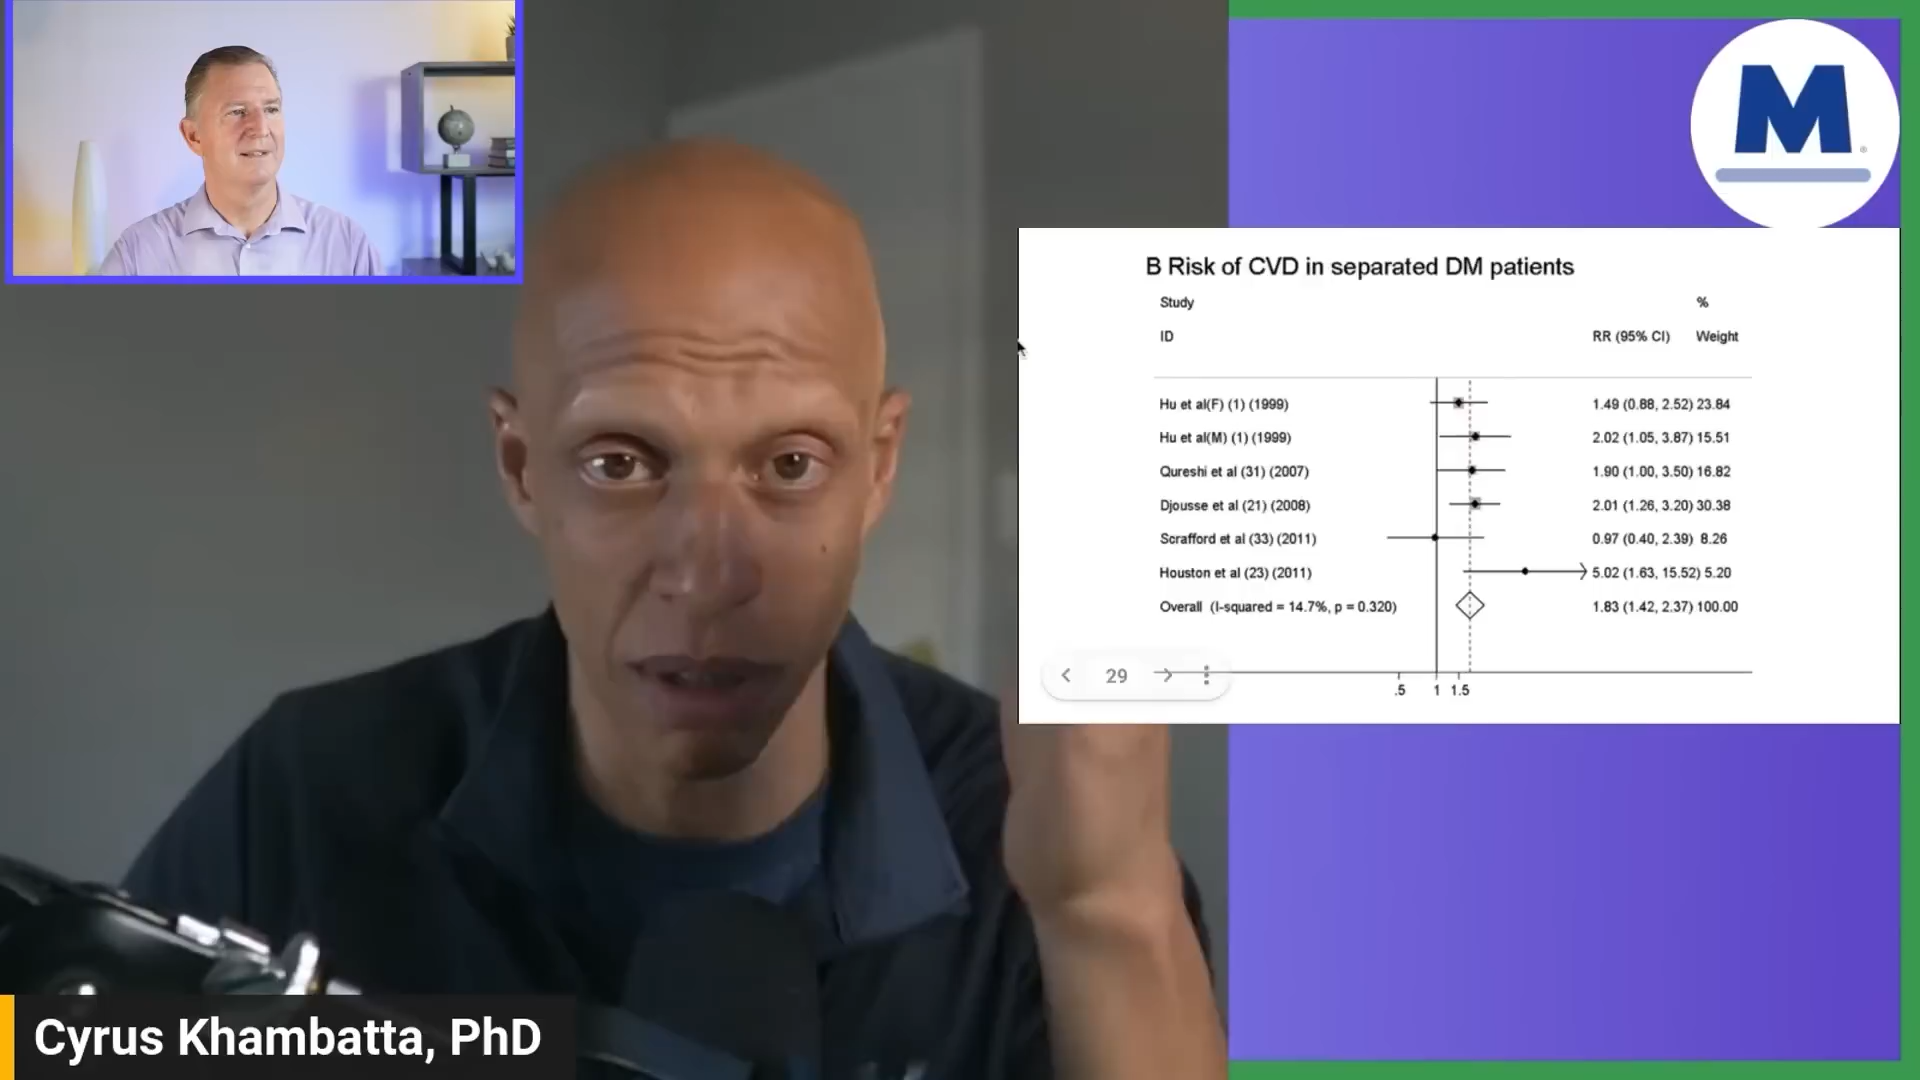 M
B Risk of CVD in separated DM patients
Study %
ID RR (95% CI) Weight
Hu et al(F) (1) (1999) 1.49 (0.88, 2.52) 23.84
Hu et al(M) (1) (1999) 2.02 (1.05, 3.87) 15.51
Qureshi et al (31) (2007) 1.90 (1.00, 3.50) 16.82
Djousse et al (21) (2008) 2.01 (1.26, 3.20) 30.38
Scrafford et al (33) (2011) 0.97 (0.40, 2.39) 8.26
Houston et al (23) (2011) 5.02 (1.63, 15.52) 5.20
Overall (I-squared = 14.7%, p = 0.320) 1.83 (1.42, 2.37) 100.00
29
.5 1 1.5
Cyrus Khambatta, PhD